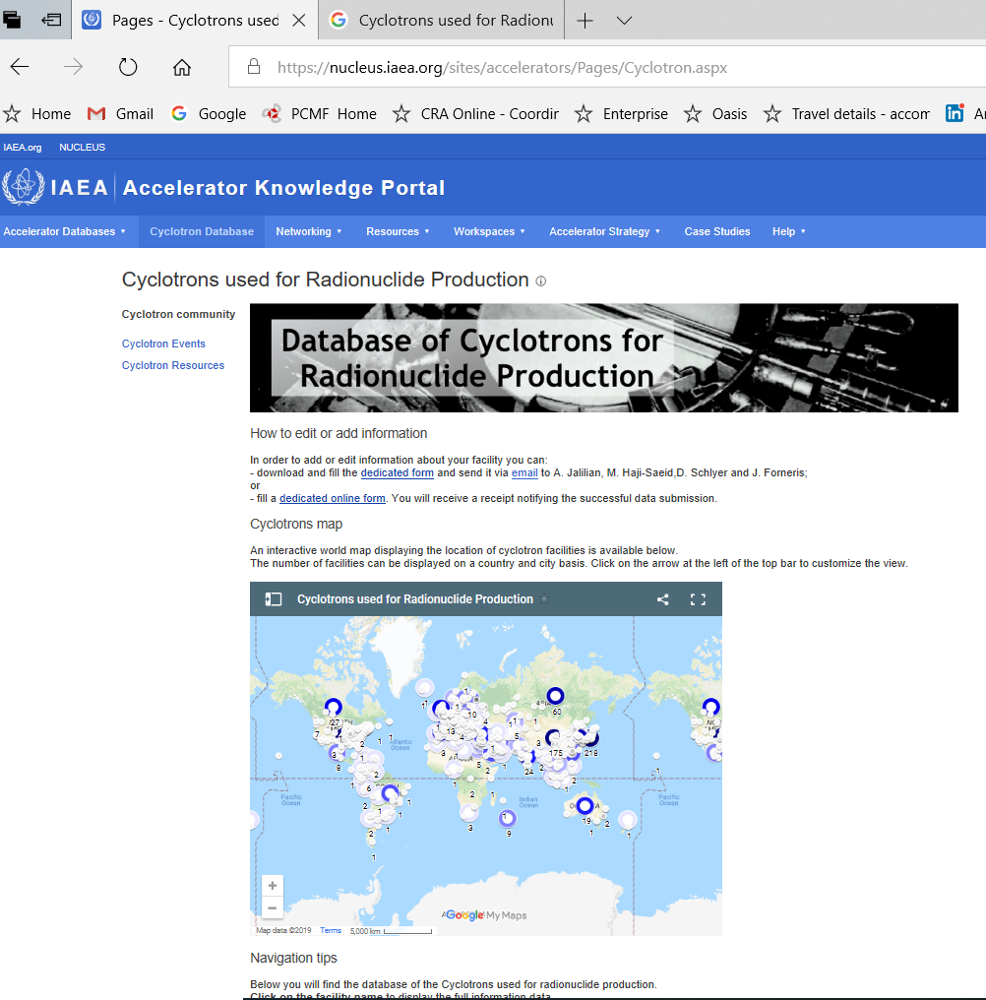 Pages - Cyclotrons used
Cyclotrons used for Radionu
https://nucleus.iaea.org/sites/accelerators/Pages/Cyclotron.aspx
Home Gmail Google PCMF Home CRA Online - Coordir Enterprise Oasis Travel details - accom
IAEA.org NUCLEUS
IAEA Accelerator Knowledge Portal
Accelerator Databases Cyclotron Database Networking Resources Workspaces Accelerator Strategy Case Studies Help
Cyclotrons used for Radionuclide Production
Cyclotron community
Cyclotron Events
Cyclotron Resources
Database of Cyclotrons for
Radionuclide Production
How to edit or add information
In order to add or edit information about your facility you can:
- download and fill the dedicated form and send it via email to A. Jalilian, M. Haji-Saeid,D. Schlyer and J. Forneris;
or
- fill a dedicated online form. You will receive a receipt notifying the successful data submission.
Cyclotrons map
An interactive world map displaying the location of cyclotron facilities is available below.
The number of facilities can be displayed on a country and city basis. Click on the arrow at the left of the top bar to customize the view.
Cyclotrons used for Radionuclide Production
60
175
218
24
19
Atlantic
Ocean
Indian
Ocean
Pacific
Ocean
Pacific
Ocean
Google My Maps
Map data ©2019 Terms 5,000 km
Navigation tips
Below you will find the database of the Cyclotrons used for radionuclide production.
Click on the facility name to display the full information data